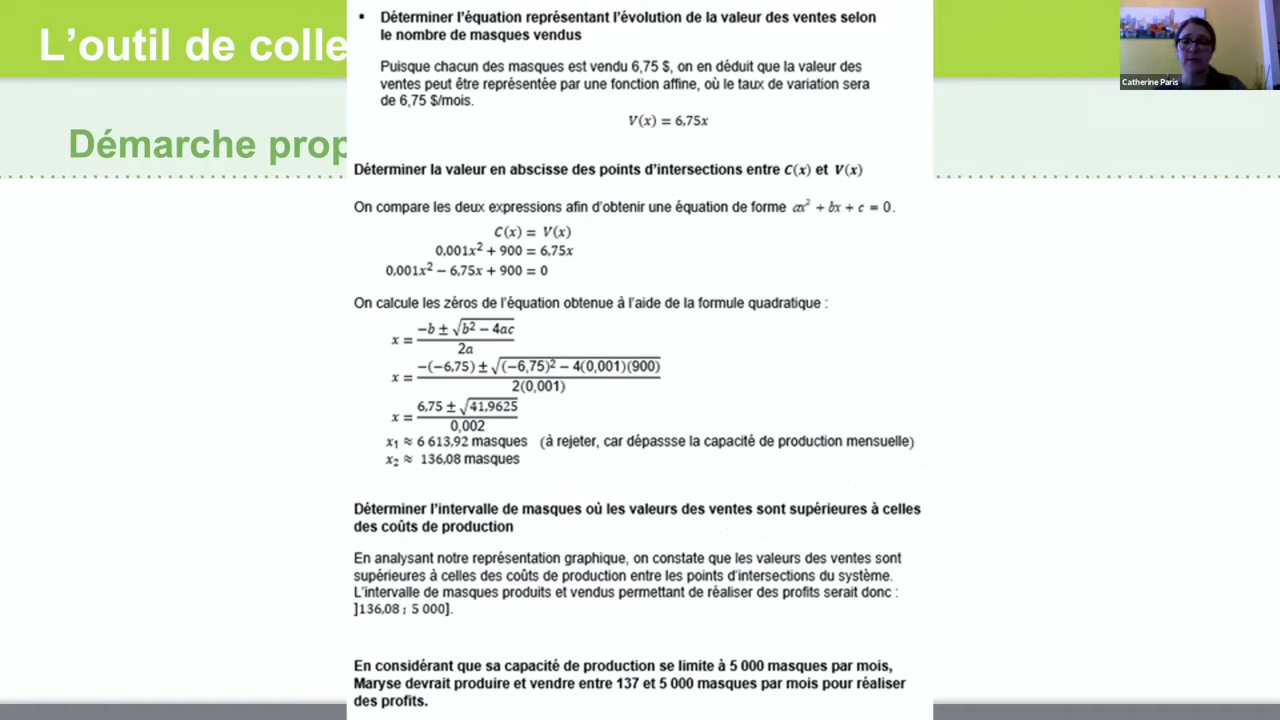 L'outil de colle
Catherine Paris
Démarche prop
▪ Déterminer l'équation représentant l'évolution de la valeur des ventes selon
le nombre de masques vendus
Puisque chacun des masques est vendu 6,75 $, on en déduit que la valeur des
ventes peut être représentée par une fonction affine, où le taux de variation sera
de 6,75 $/mois.
V(x) = 6,75x
Déterminer la valeur en abscisse des points d'intersections entre C(x) et V(x)
On compare les deux expressions afin d'obtenir une équation de forme ax² + bx + c = 0.
C(x) = V(x)
0,001x² + 900 = 6,75x
0,001x² − 6,75x + 900 = 0
On calcule les zéros de l'équation obtenue à l'aide de la formule quadratique :
x = (−b ± √(b² − 4ac)) / 2a
x = (−(−6,75) ± √((−6,75)² − 4(0,001)(900))) / 2(0,001)
x = (6,75 ± √41,9625) / 0,002
x₁ ≈ 6 613,92 masques (à rejeter, car dépassse la capacité de production mensuelle)
x₂ ≈ 136,08 masques
Déterminer l'intervalle de masques où les valeurs des ventes sont supérieures à celles
des coûts de production
En analysant notre représentation graphique, on constate que les valeurs des ventes sont
supérieures à celles des coûts de production entre les points d'intersections du système.
L'intervalle de masques produits et vendus permettant de réaliser des profits serait donc :
]136,08 ; 5 000].
En considérant que sa capacité de production se limite à 5 000 masques par mois,
Maryse devrait produire et vendre entre 137 et 5 000 masques par mois pour réaliser
des profits.